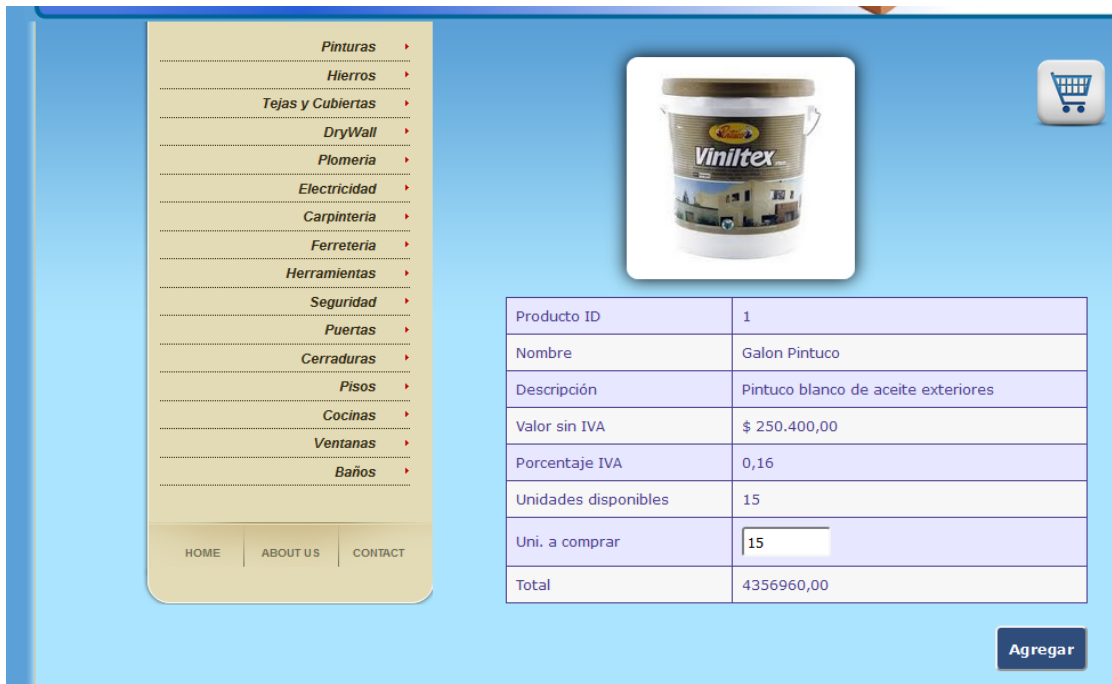 Pinturas
Hierros
Tejas y Cubiertas
DryWall
Plomeria
Electricidad
Carpinteria
Ferreteria
Herramientas
Seguridad
Puertas
Cerraduras
Pisos
Cocinas
Ventanas
Baños
HOME ABOUT US CONTACT
Viniltex
Producto ID 1
Nombre Galon Pintuco
Descripción Pintuco blanco de aceite exteriores
Valor sin IVA $ 250.400,00
Porcentaje IVA 0,16
Unidades disponibles 15
Uni. a comprar 15
Total 4356960,00
Agregar